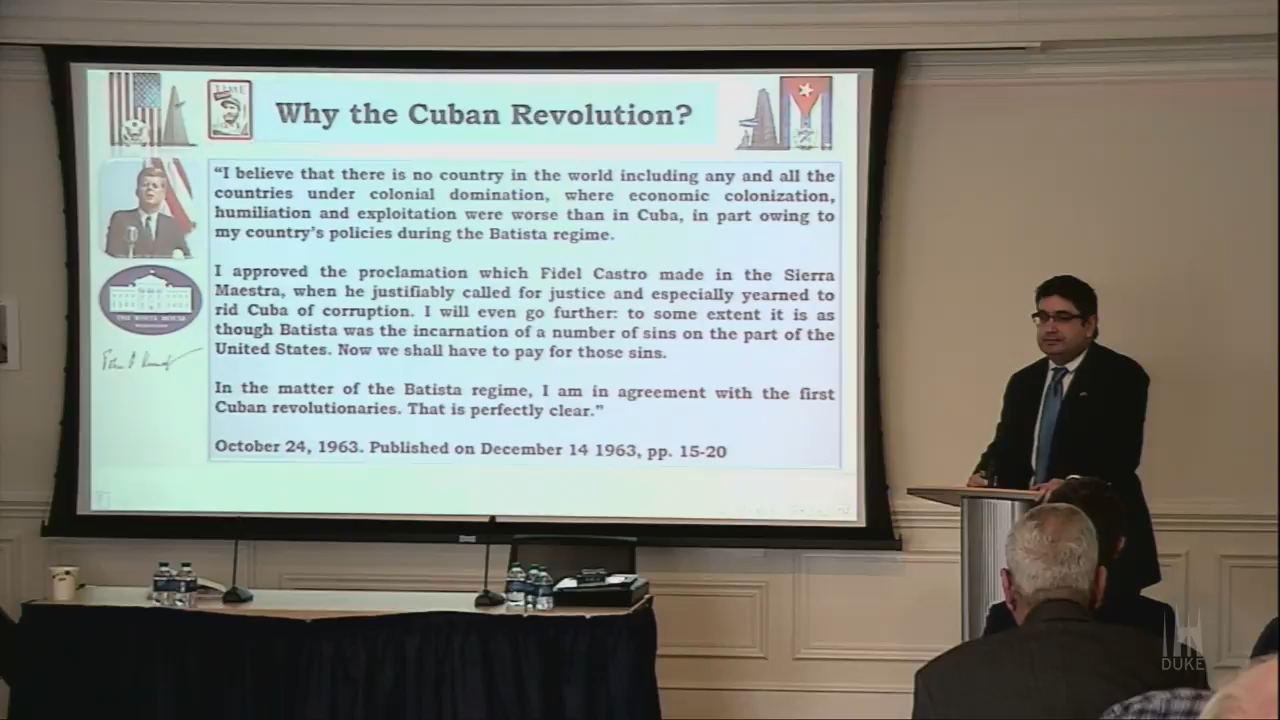 TIME
Why the Cuban Revolution?
“I believe that there is no country in the world including any and all the
countries under colonial domination, where economic colonization,
humiliation and exploitation were worse than in Cuba, in part owing to
my country’s policies during the Batista regime.
I approved the proclamation which Fidel Castro made in the Sierra
Maestra, when he justifiably called for justice and especially yearned to
rid Cuba of corruption. I will even go further: to some extent it is as
though Batista was the incarnation of a number of sins on the part of the
United States. Now we shall have to pay for those sins.
In the matter of the Batista regime, I am in agreement with the first
Cuban revolutionaries. That is perfectly clear.”
October 24, 1963. Published on December 14 1963, pp. 15-20
THE WHITE HOUSE
DUKE